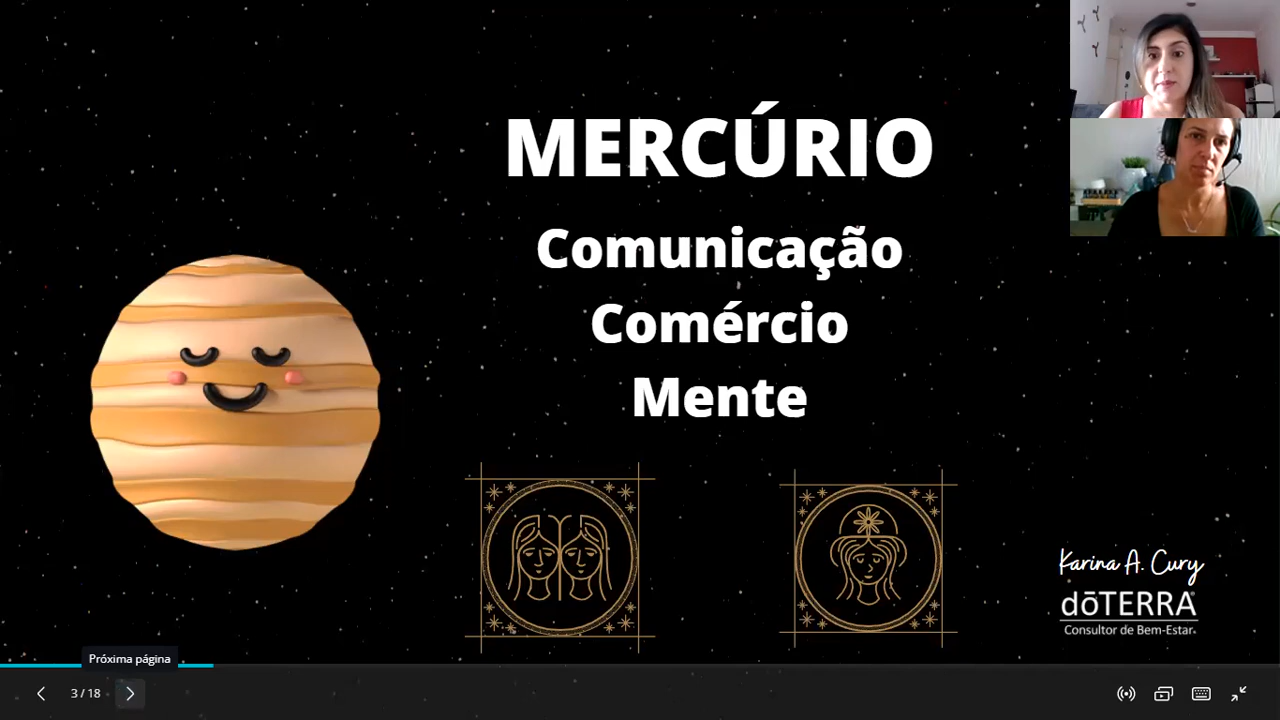 MERCÚRIO
Comunicação
Comércio
Mente
Karina A. Cury
dōTERRA
Consultor de Bem-Estar
Próxima página
3 / 18